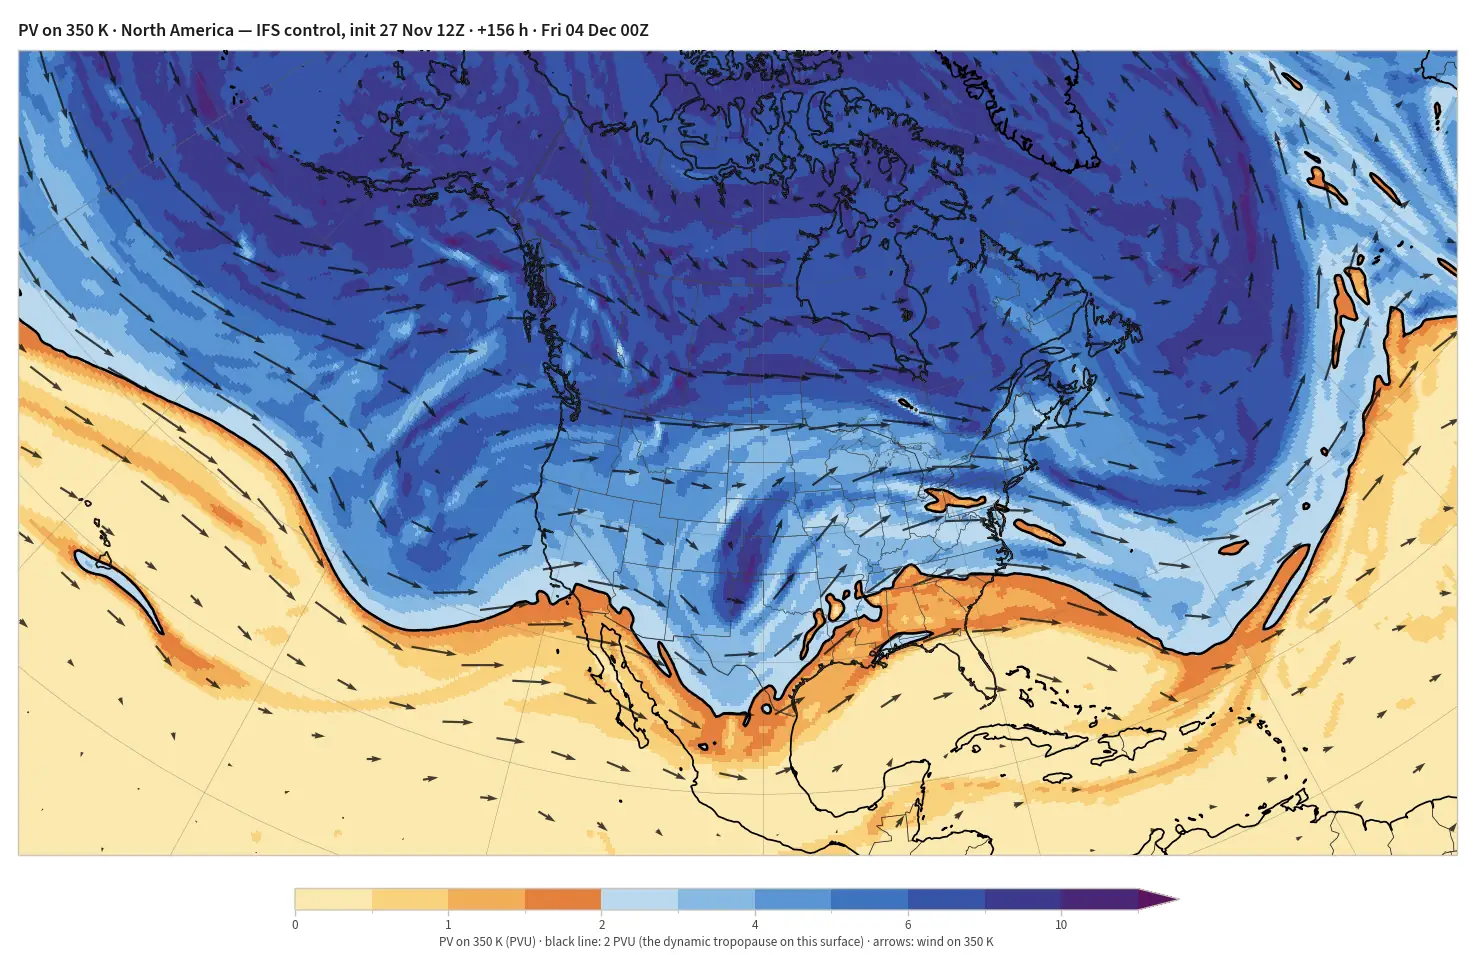 PV on 350 K · North America — IFS control, init 27 Nov 12Z · +156 h · Fri 04 Dec 00Z
0 1 2 4 6 10
PV on 350 K (PVU) · black line: 2 PVU (the dynamic tropopause on this surface) · arrows: wind on 350 K